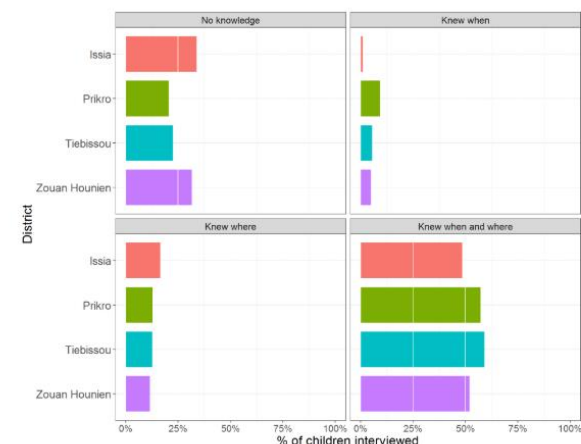 No knowledge
Knew when
Issia
Prikro
Tiebissou
Zouan Hounien
District
Knew where
Knew when and where
Issia
Prikro
Tiebissou
Zouan Hounien
0% 25% 50% 75% 100% 0% 25% 50% 75% 100%
% of children interviewed